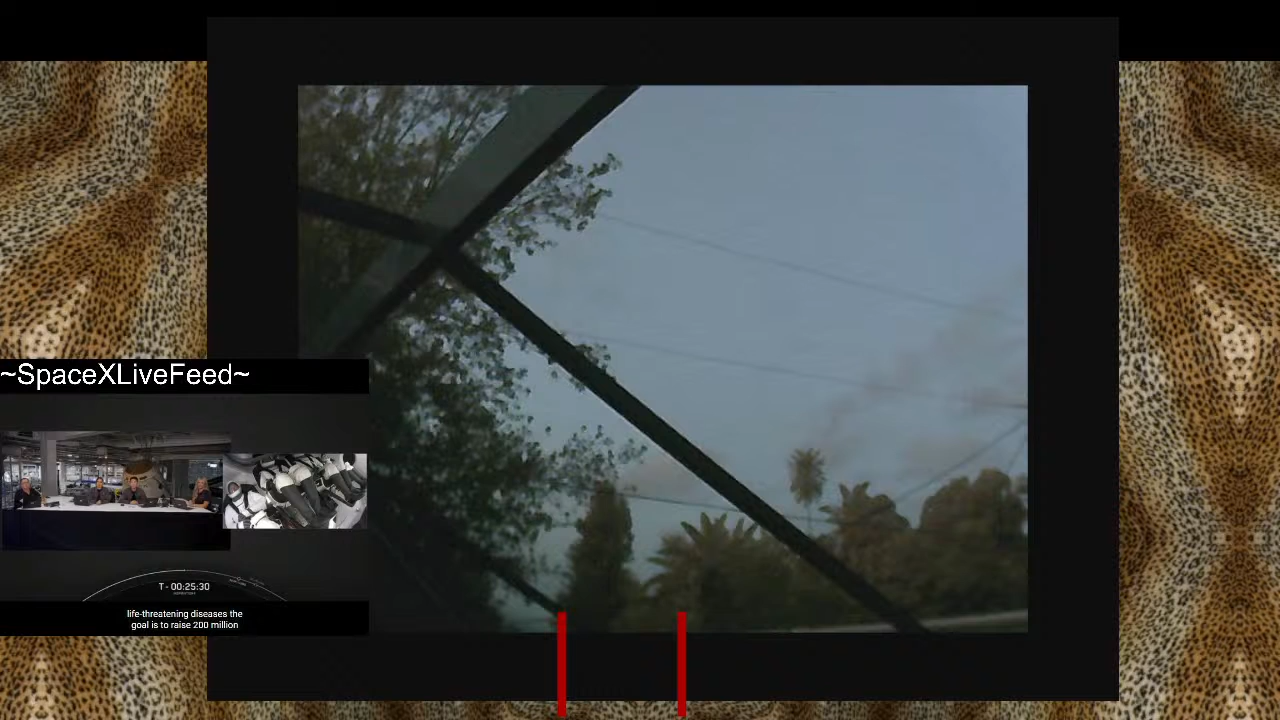 ~SpaceXLiveFeed~
T - 00:25:30
life-threatening diseases the
goal is to raise 200 million